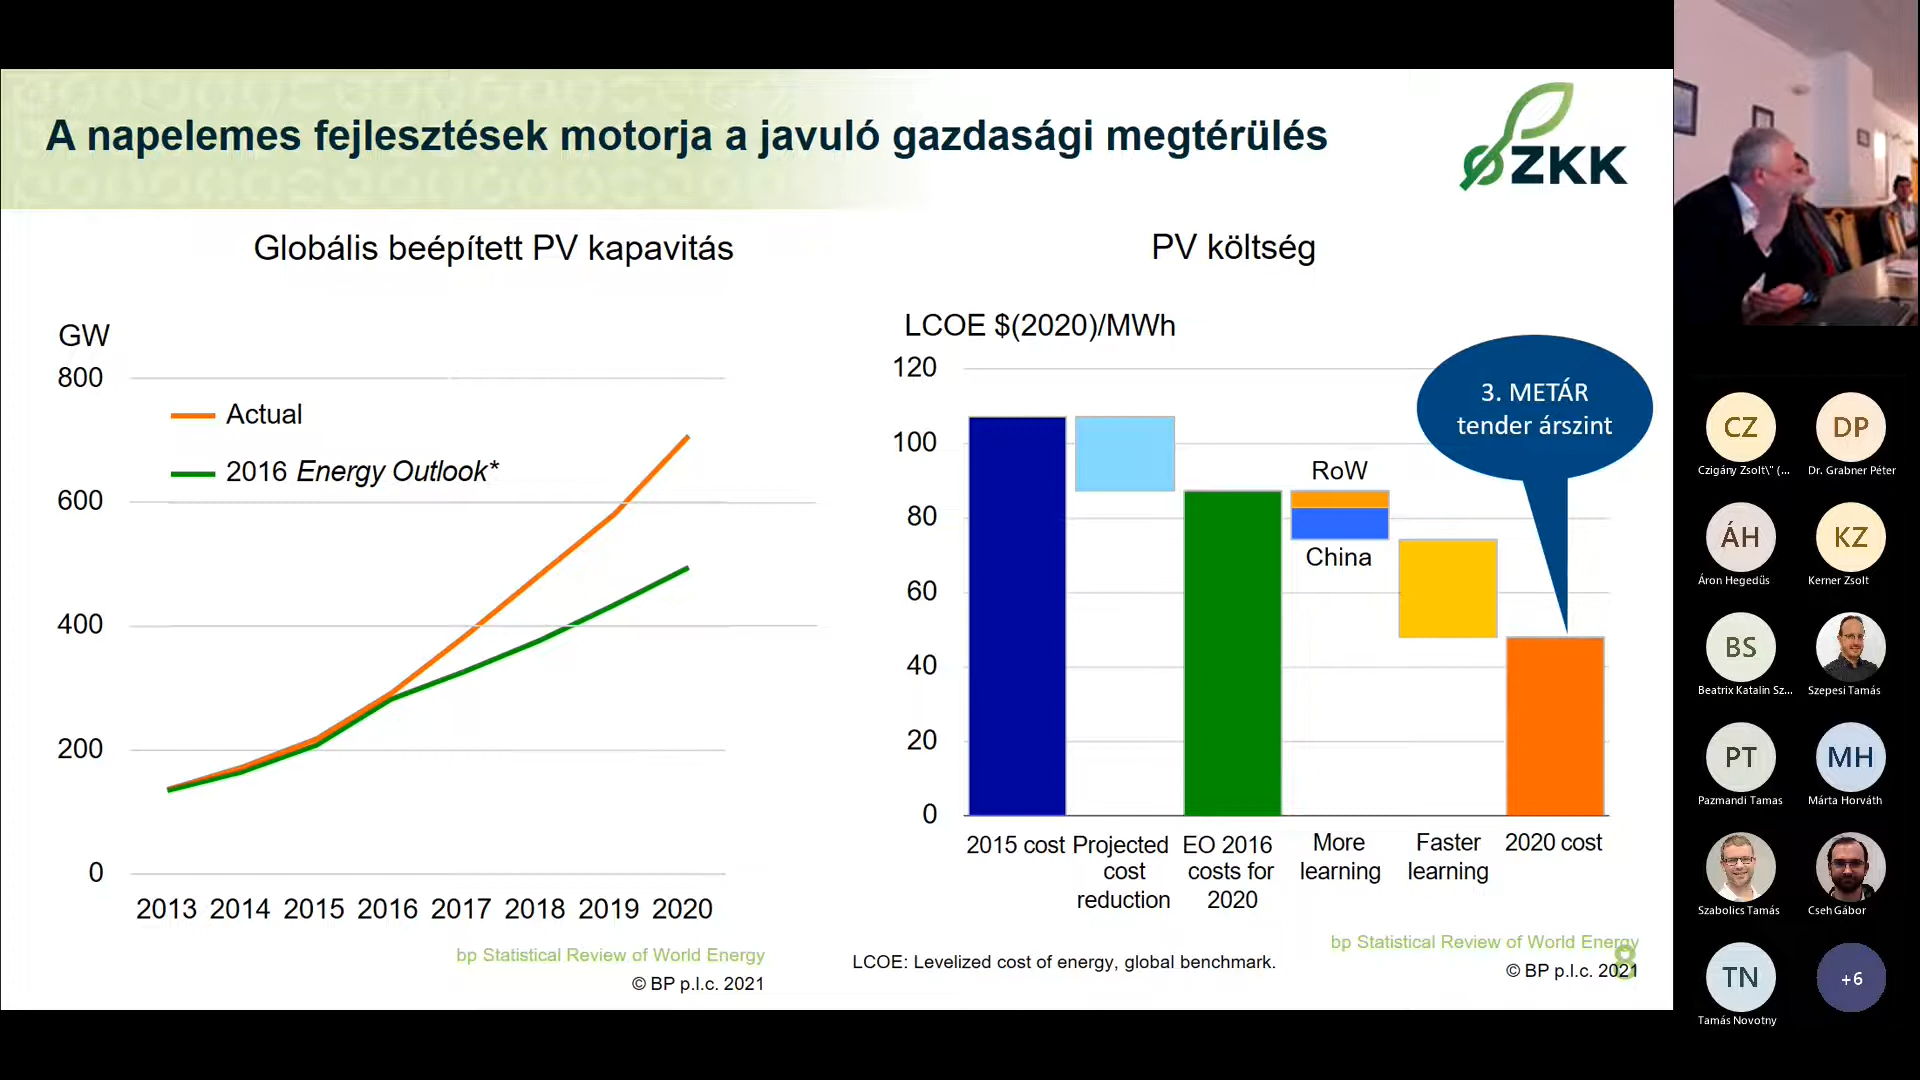 A napelemes fejlesztések motorja a javuló gazdasági megtérülés
ZKK
Globális beépített PV kapavitás
GW
800
600
400
200
0
Actual
2016 Energy Outlook*
2013 2014 2015 2016 2017 2018 2019 2020
bp Statistical Review of World Energy
© BP p.l.c. 2021
PV költség
LCOE $(2020)/MWh
120
100
80
60
40
20
0
RoW
China
3. METÁR
tender árszint
2015 cost
Projected
cost
reduction
EO 2016
costs for
2020
More
learning
Faster
learning
2020 cost
LCOE: Levelized cost of energy, global benchmark.
bp Statistical Review of World Energy
© BP p.l.c. 2021
8
CZ
Czigány Zsolt\" (...
DP
Dr. Grabner Péter
ÁH
Áron Hegedűs
KZ
Kerner Zsolt
BS
Beatrix Katalin Sz...
Szepesi Tamás
PT
Pazmandi Tamas
MH
Márta Horváth
Szabolics Tamás
Cseh Gábor
TN
Tamás Novotny
+6